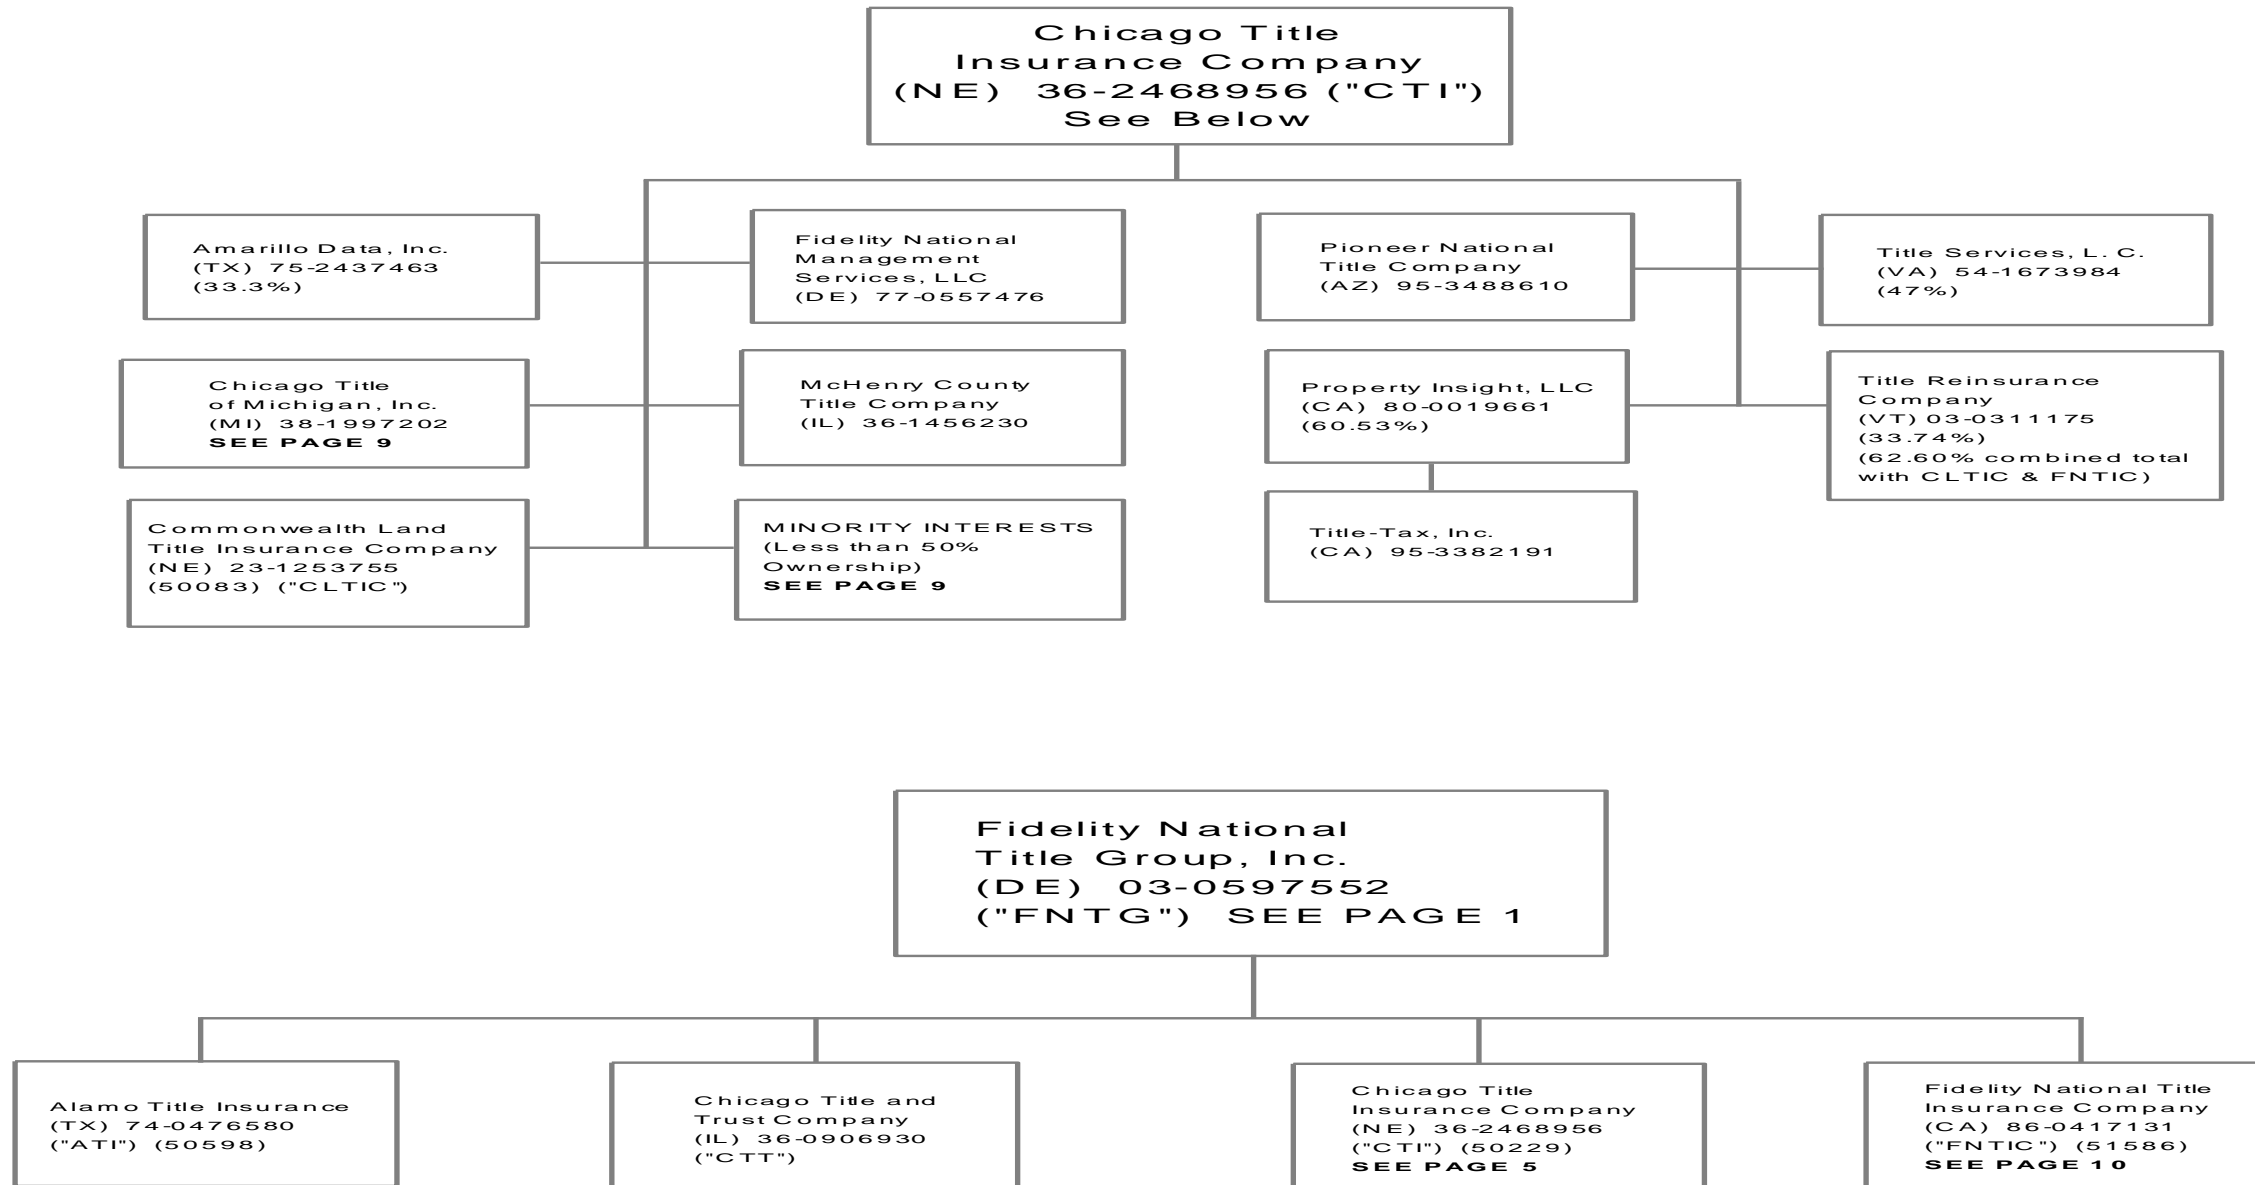 Chicago Title
Insurance Company
(NE) 36-2468956 ("CTI")
See Below
Amarillo Data, Inc.
(TX) 75-2437463
(33.3%)
Fidelity National
Management
Services, LLC
(DE) 77-0557476
Pioneer National
Title Company
(AZ) 95-3488610
Title Services, L. C.
(VA) 54-1673984
(47%)
Chicago Title
of Michigan, Inc.
(MI) 38-1997202
SEE PAGE 9
McHenry County
Title Company
(IL) 36-1456230
Property Insight, LLC
(CA) 80-0019661
(60.53%)
Title Reinsurance
Company
(VT) 03-0311175
(33.74%)
(62.60% combined total
with CLTIC & FNTIC)
Commonwealth Land
Title Insurance Company
(NE) 23-1253755
(50083) ("CLTIC")
MINORITY INTERESTS
(Less than 50%
Ownership)
SEE PAGE 9
Title-Tax, Inc.
(CA) 95-3382191
Fidelity National
Title Group, Inc.
(DE) 03-0597552
("FNTG") SEE PAGE 1
Alamo Title Insurance
(TX) 74-0476580
("ATI") (50598)
Chicago Title and
Trust Company
(IL) 36-0906930
("CTT")
Chicago Title
Insurance Company
(NE) 36-2468956
("CTI") (50229)
SEE PAGE 5
Fidelity National Title
Insurance Company
(CA) 86-0417131
("FNTIC") (51586)
SEE PAGE 10